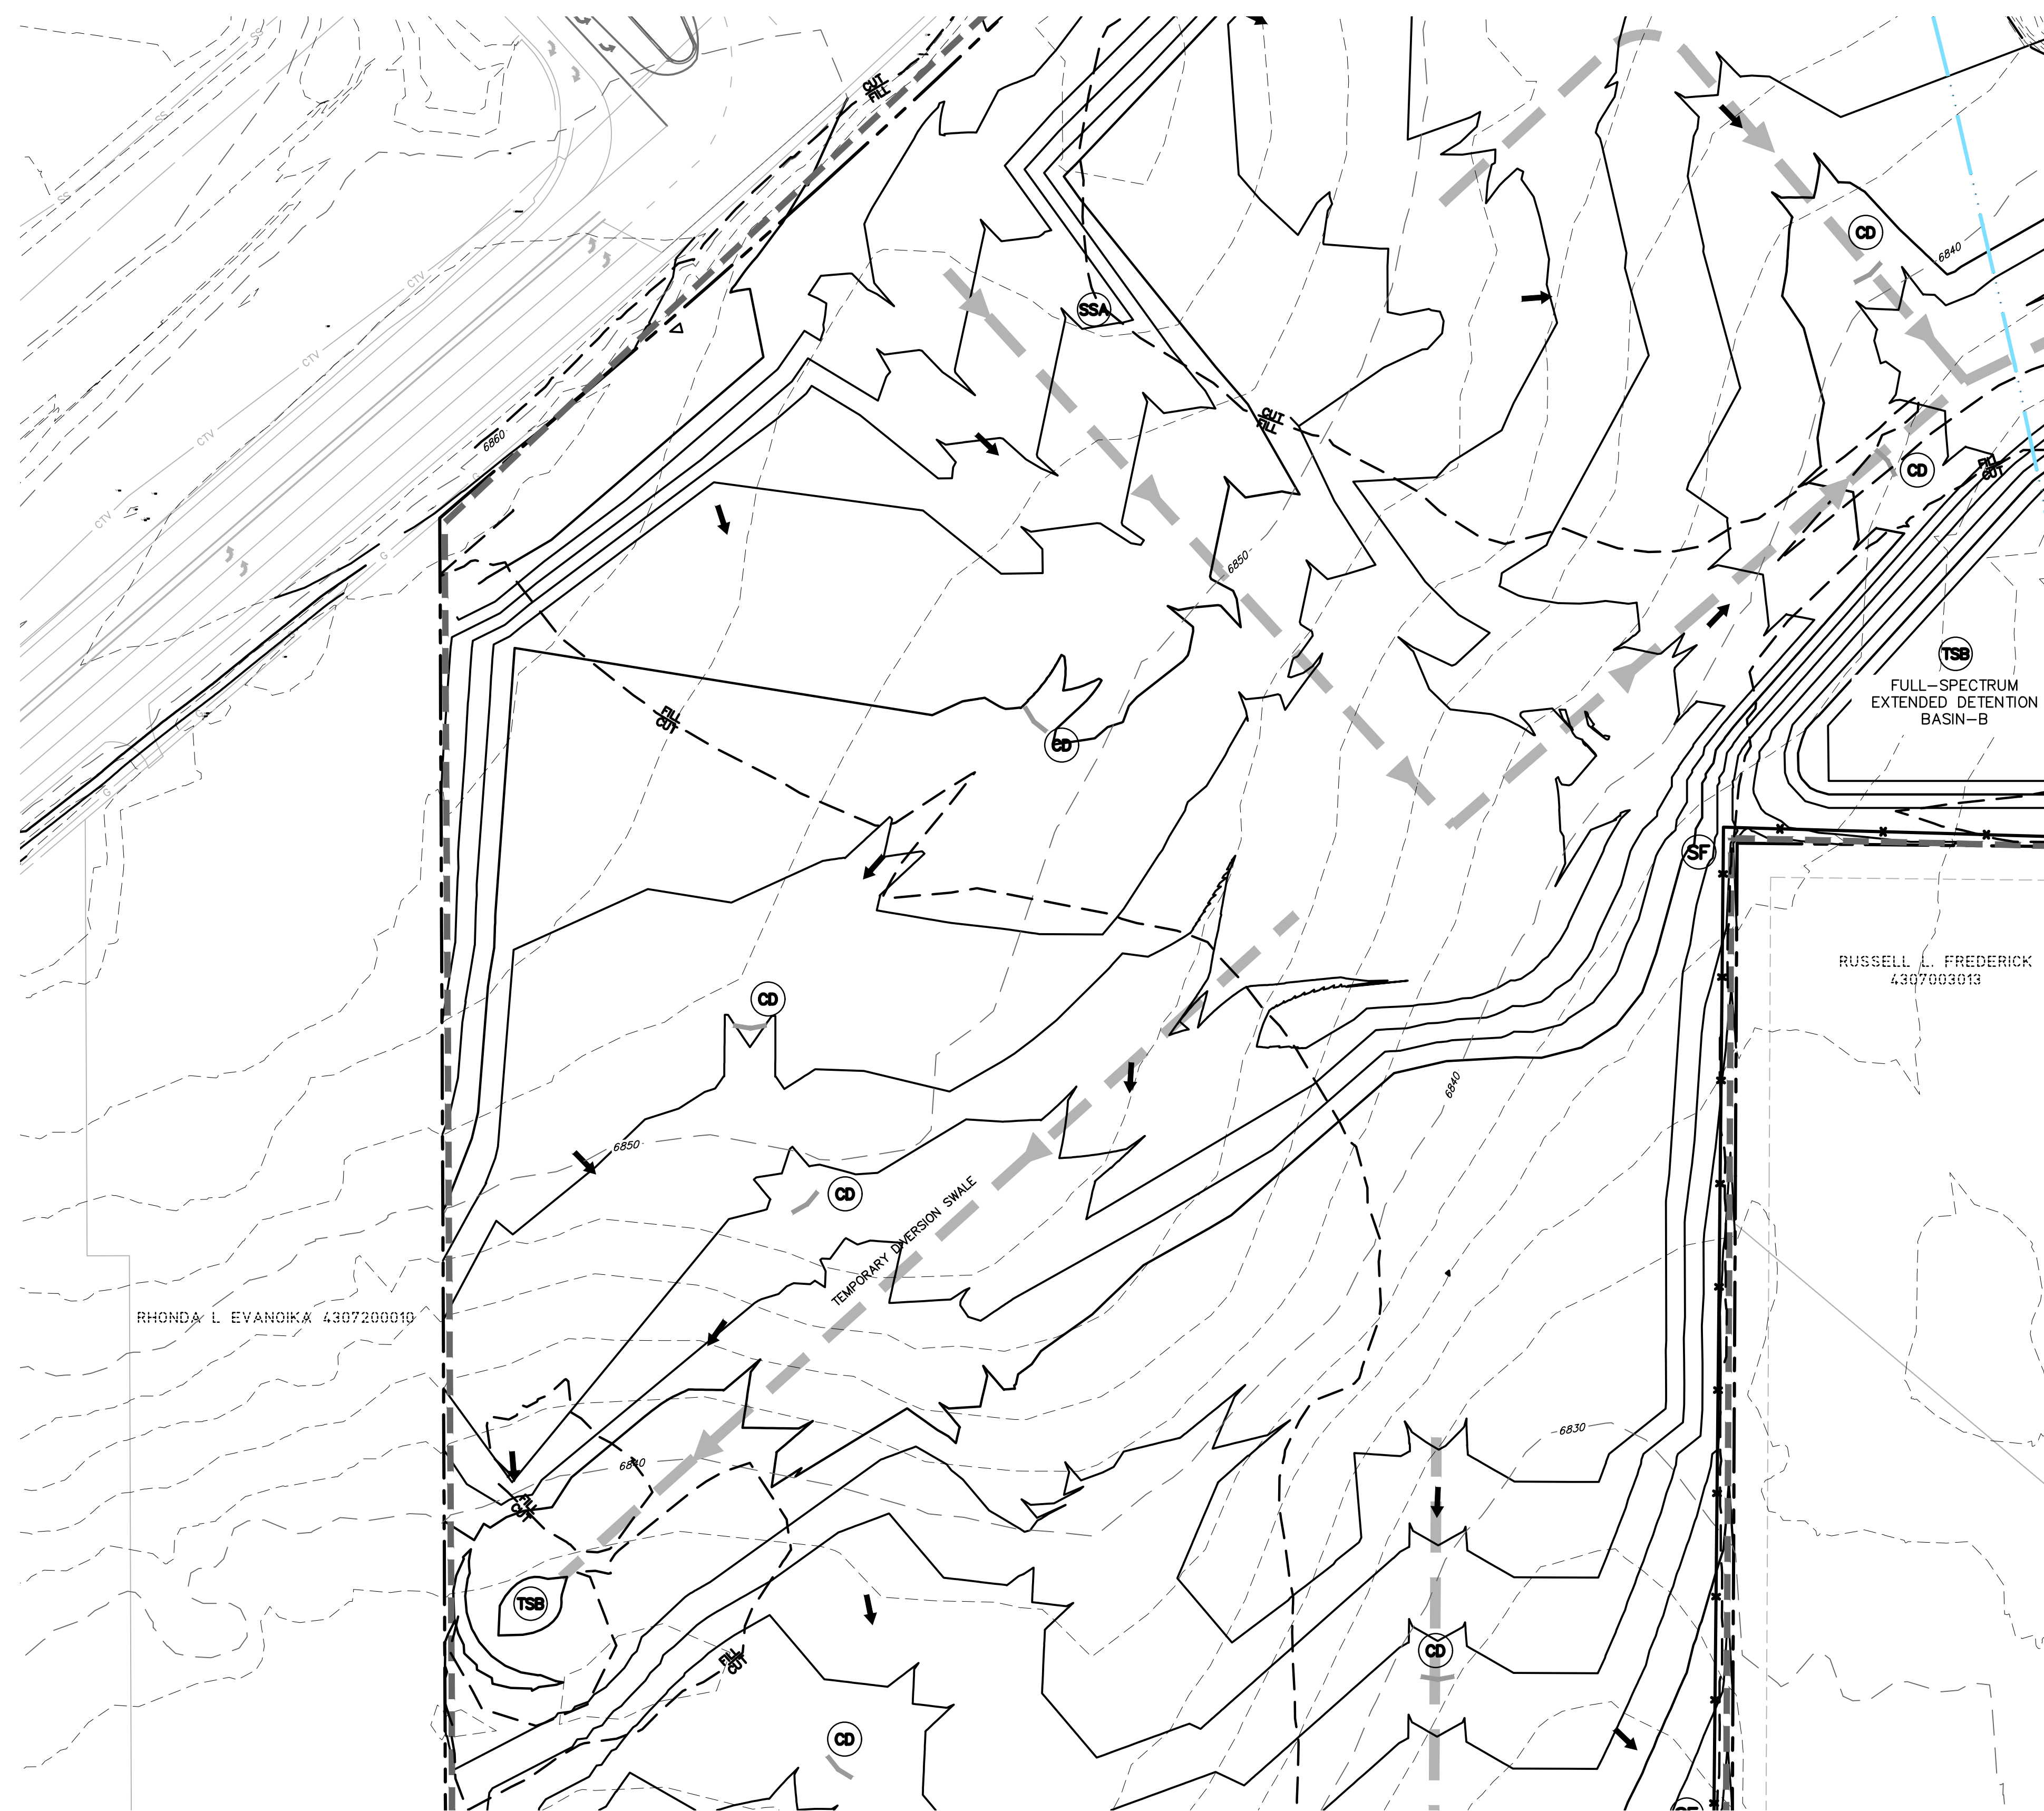 SS
SS
SS
CUT
FILL
CTV
CTV
CTV
CTV
CD
6840
SSA
6860
CUT
FILL
CD
FILL
CUT
G
6850
TSB
FULL-SPECTRUM
EXTENDED DETENTION
BASIN-B
FILL
CUT
G
CD
G
SF
RUSSELL L. FREDERICK
4307003013
CD
6840
6850
CD
TEMPORARY DIVERSION SWALE
RHONDA L EVANOIKA 4307200010
6830
6840
FILL
CUT
TSB
CD
FILL
CUT
CD
SF